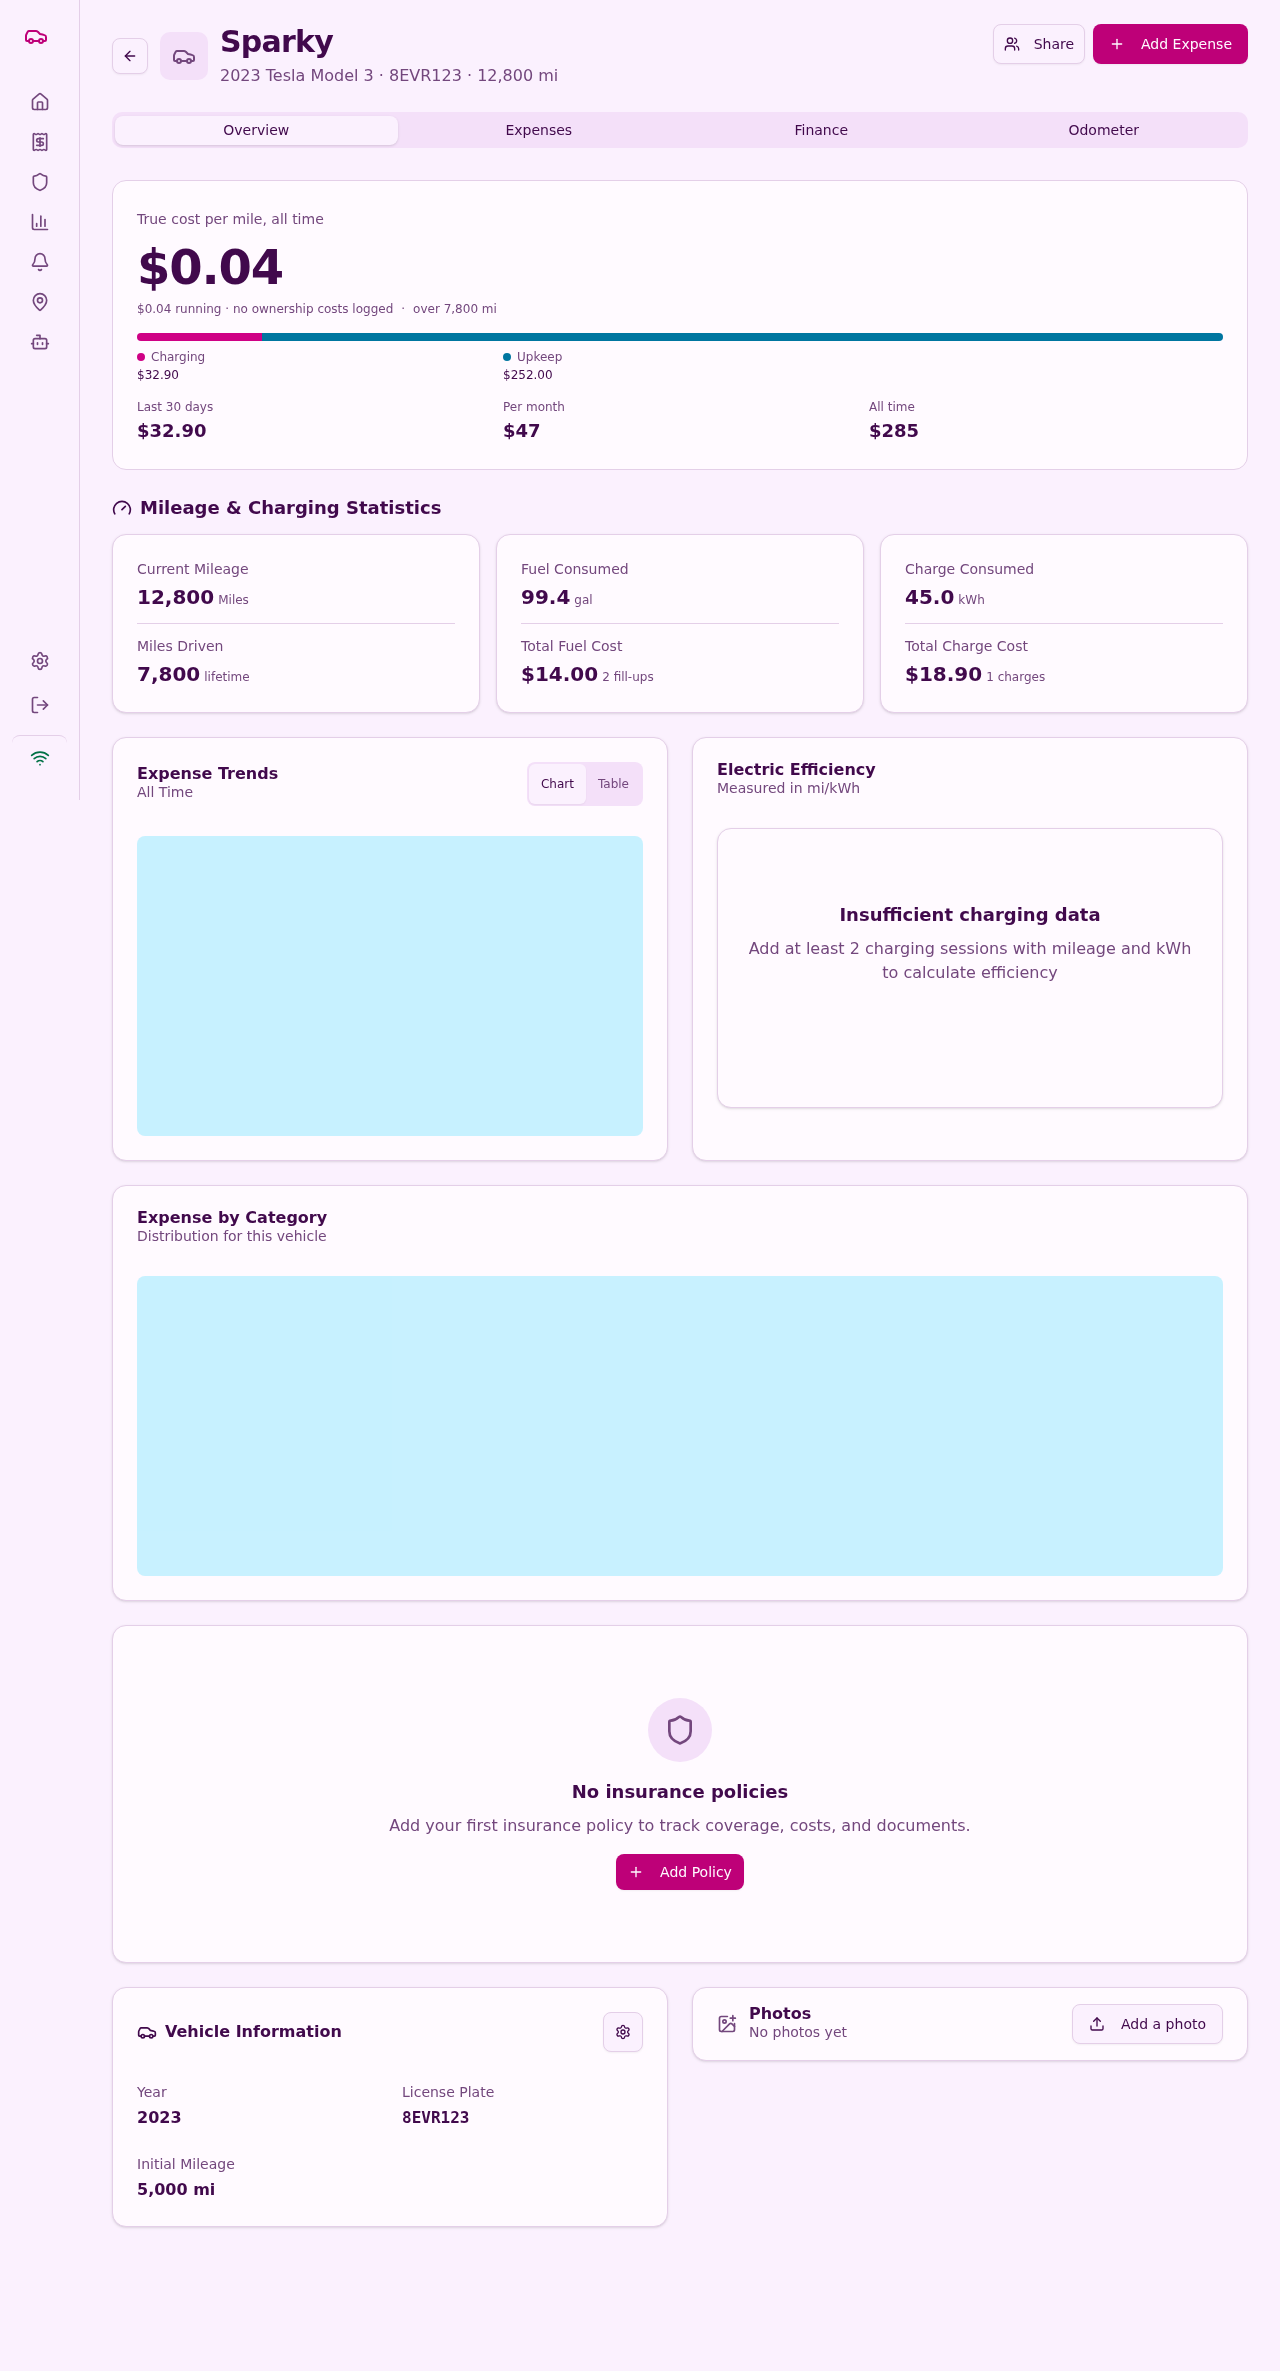 Sparky
2023 Tesla Model 3 · 8EVR123 · 12,800 mi
Share
Add Expense
Overview
Expenses
Finance
Odometer
True cost per mile, all time
$0.04
$0.04 running · no ownership costs logged · over 7,800 mi
Charging
$32.90
Upkeep
$252.00
Last 30 days
$32.90
Per month
$47
All time
$285
Mileage & Charging Statistics
Current Mileage
12,800 Miles
Miles Driven
7,800 lifetime
Fuel Consumed
99.4 gal
Total Fuel Cost
$14.00 2 fill-ups
Charge Consumed
45.0 kWh
Total Charge Cost
$18.90 1 charges
Expense Trends
All Time
Chart
Table
Electric Efficiency
Measured in mi/kWh
Insufficient charging data
Add at least 2 charging sessions with mileage and kWh
to calculate efficiency
Expense by Category
Distribution for this vehicle
No insurance policies
Add your first insurance policy to track coverage, costs, and documents.
Add Policy
Vehicle Information
Year
2023
License Plate
8EVR123
Initial Mileage
5,000 mi
Photos
No photos yet
Add a photo